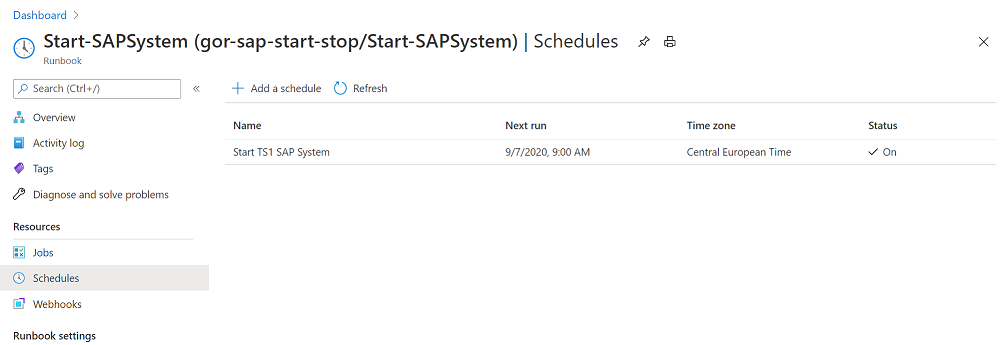 Dashboard
Start-SAPSystem (gor-sap-start-stop/Start-SAPSystem) | Schedules
Runbook
Search (Ctrl+/)
Add a schedule
Refresh
Overview
Activity log
Tags
Diagnose and solve problems
Resources
Jobs
Schedules
Webhooks
Runbook settings
Name Next run Time zone Status
Start TS1 SAP System 9/7/2020, 9:00 AM Central European Time On